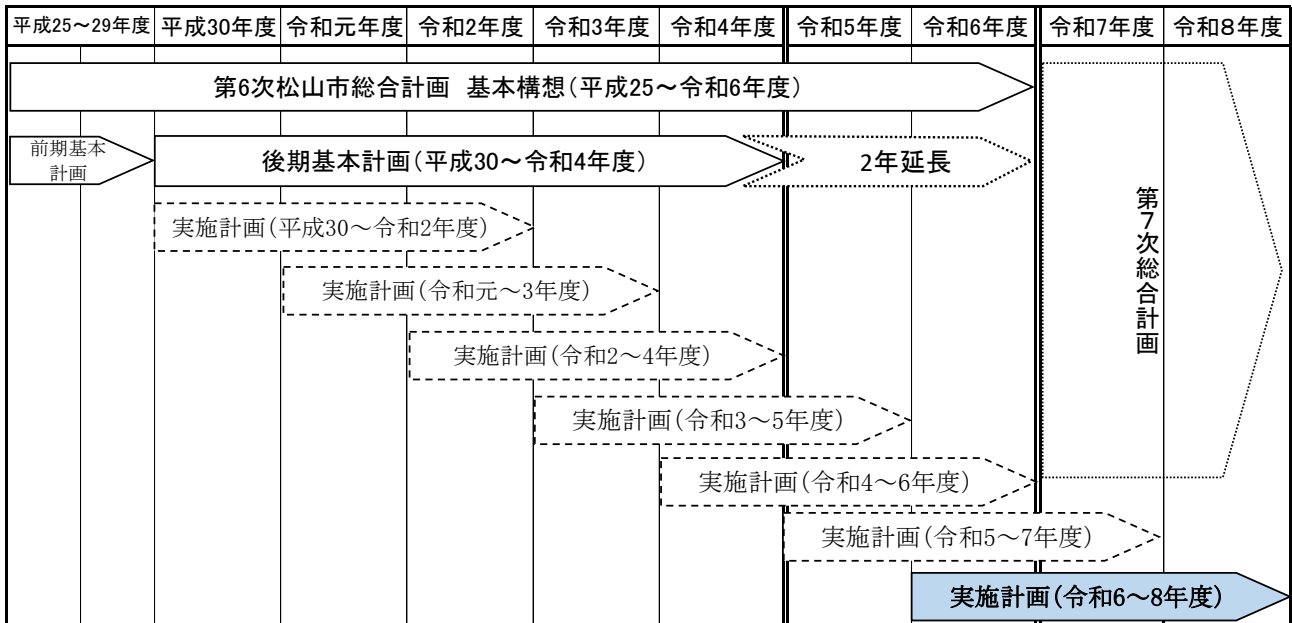 平成25～29年度 平成30年度 令和元年度 令和2年度 令和3年度 令和4年度 令和5年度 令和6年度 令和7年度 令和8年度
第6次松山市総合計画 基本構想(平成25～令和6年度)
前期基本
計画
後期基本計画(平成30～令和4年度)
2年延長
実施計画(平成30～令和2年度)
実施計画(令和元～3年度)
実施計画(令和2～4年度)
実施計画(令和3～5年度)
実施計画(令和4～6年度)
実施計画(令和5～7年度)
実施計画(令和6～8年度)
第7次総合計画